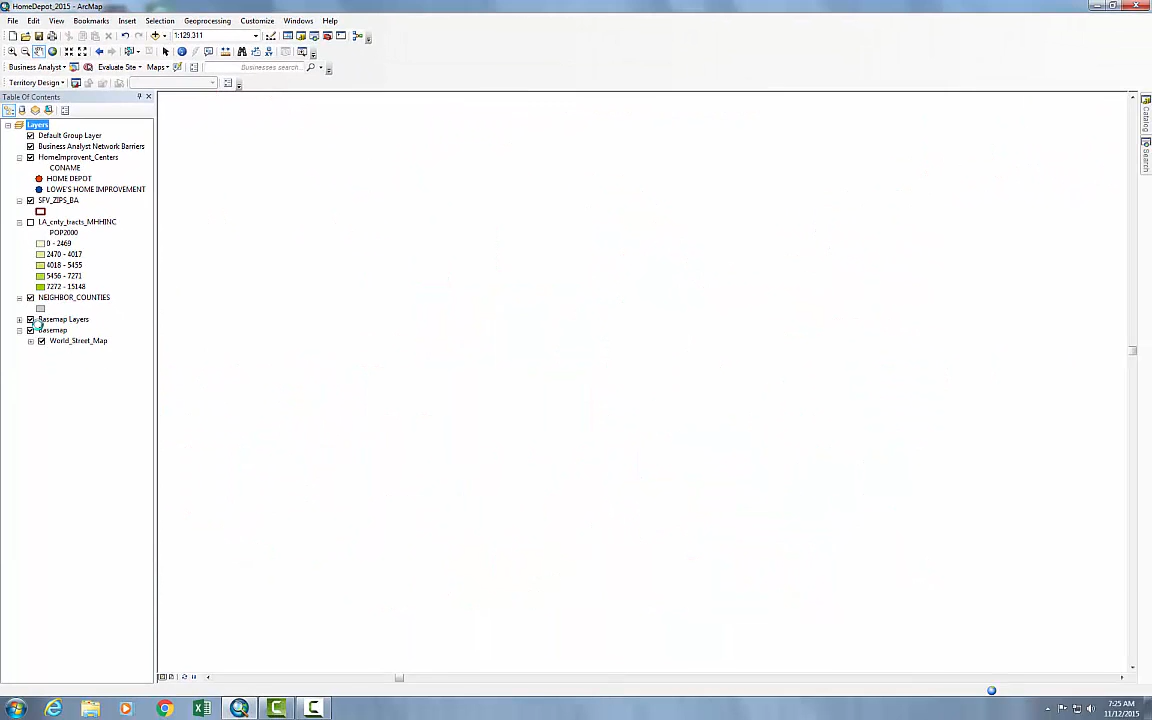 HomeDepot_2015 - ArcMap
File Edit View Bookmarks Insert Selection Geoprocessing Customize Windows Help
1:129,311
Business Analyst Evaluate Site Maps Businesses search...
Territory Design
Table Of Contents
Layers
Default Group Layer
Business Analyst Network Barriers
HomeImprovent_Centers
CONAME
HOME DEPOT
LOWE'S HOME IMPROVEMENT
SFV_ZIPS_BA
LA_cnty_tracts_MHHINC
POP2000
0 - 2469
2470 - 4017
4018 - 5455
5456 - 7271
7272 - 15148
NEIGHBOR_COUNTIES
Basemap Layers
Basemap
World_Street_Map
Catalog
Search
7:25 AM
11/12/2015